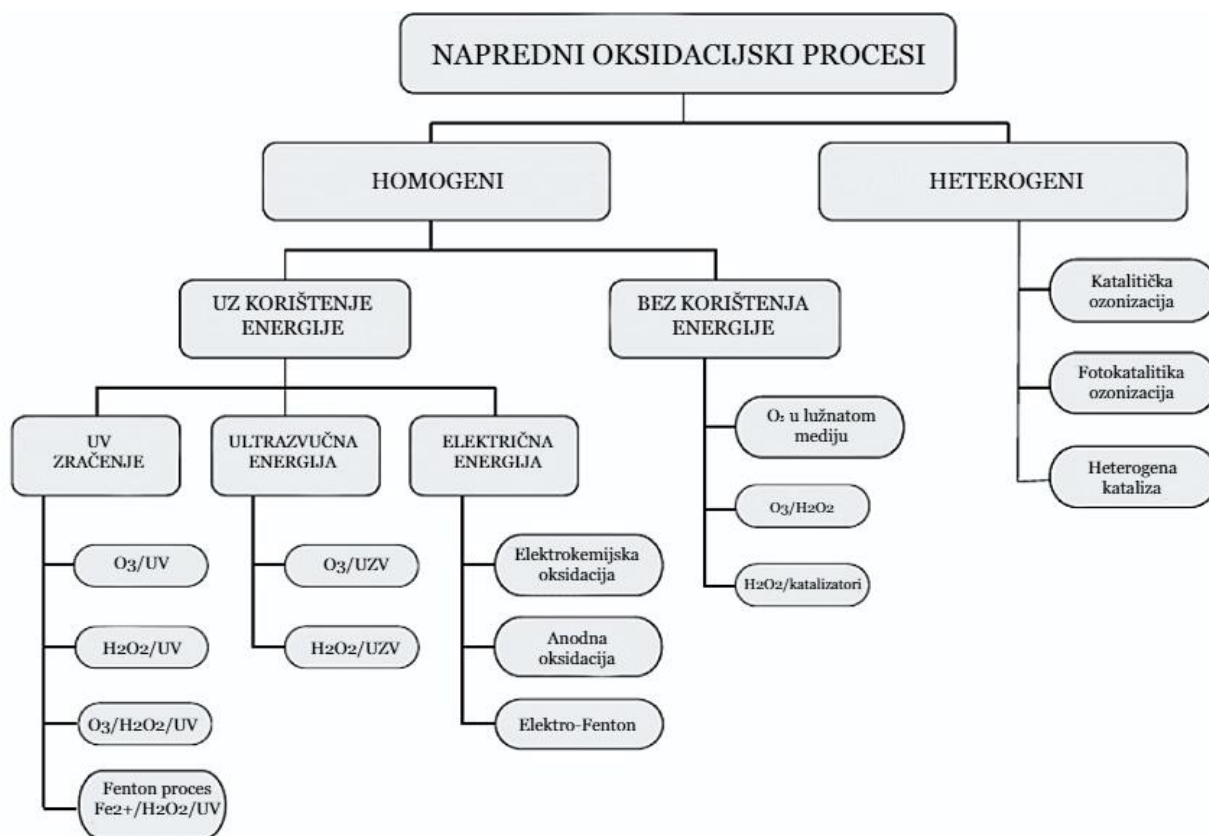 NAPREDNI OKSIDACIJSKI PROCESI
HOMOGENI
HETEROGENI
UZ KORIŠTENJE
ENERGIJE
BEZ KORIŠTENJA
ENERGIJE
Katalitička
ozonizacija
Fotokatalitika
ozonizacija
Heterogena
kataliza
UV
ZRAČENJE
ULTRAZVUČNA
ENERGIJA
ELEKTRIČNA
ENERGIJA
O₂ u lužnatom
mediju
O3/H2O2
H2O2/katalizatori
O3/UV
H2O2/UV
O3/H2O2/UV
Fenton proces
Fe2+/H2O2/UV
O3/UZV
H2O2/UZV
Elektrokemijska
oksidacija
Anodna
oksidacija
Elektro-Fenton